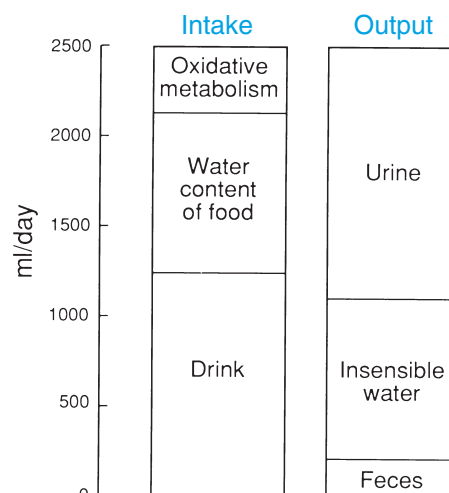 Intake Output
2500
Oxidative
metabolism
2000
Water
content
of food
Urine
ml/day
1500
1000
Drink
Insensible
water
500
Feces
0